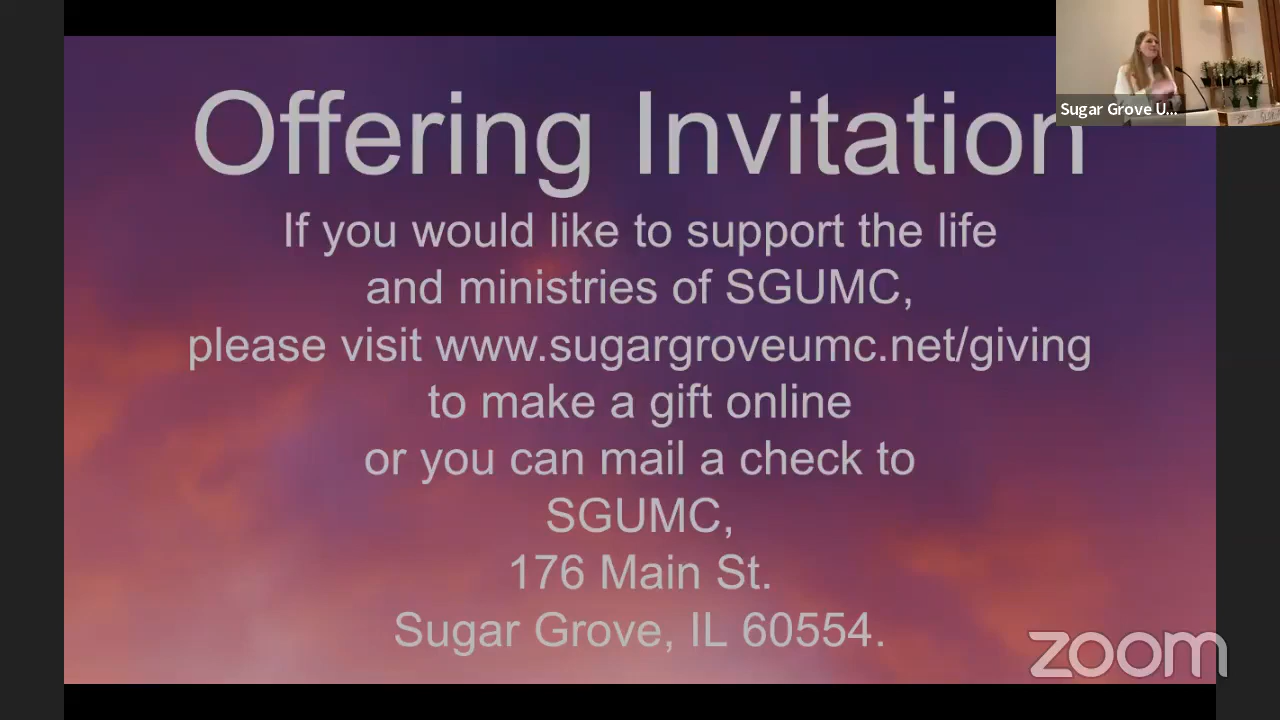 Offering Invitation
If you would like to support the life
and ministries of SGUMC,
please visit www.sugargroveumc.net/giving
to make a gift online
or you can mail a check to
SGUMC,
176 Main St.
Sugar Grove, IL 60554.
Sugar Grove U...
zoom